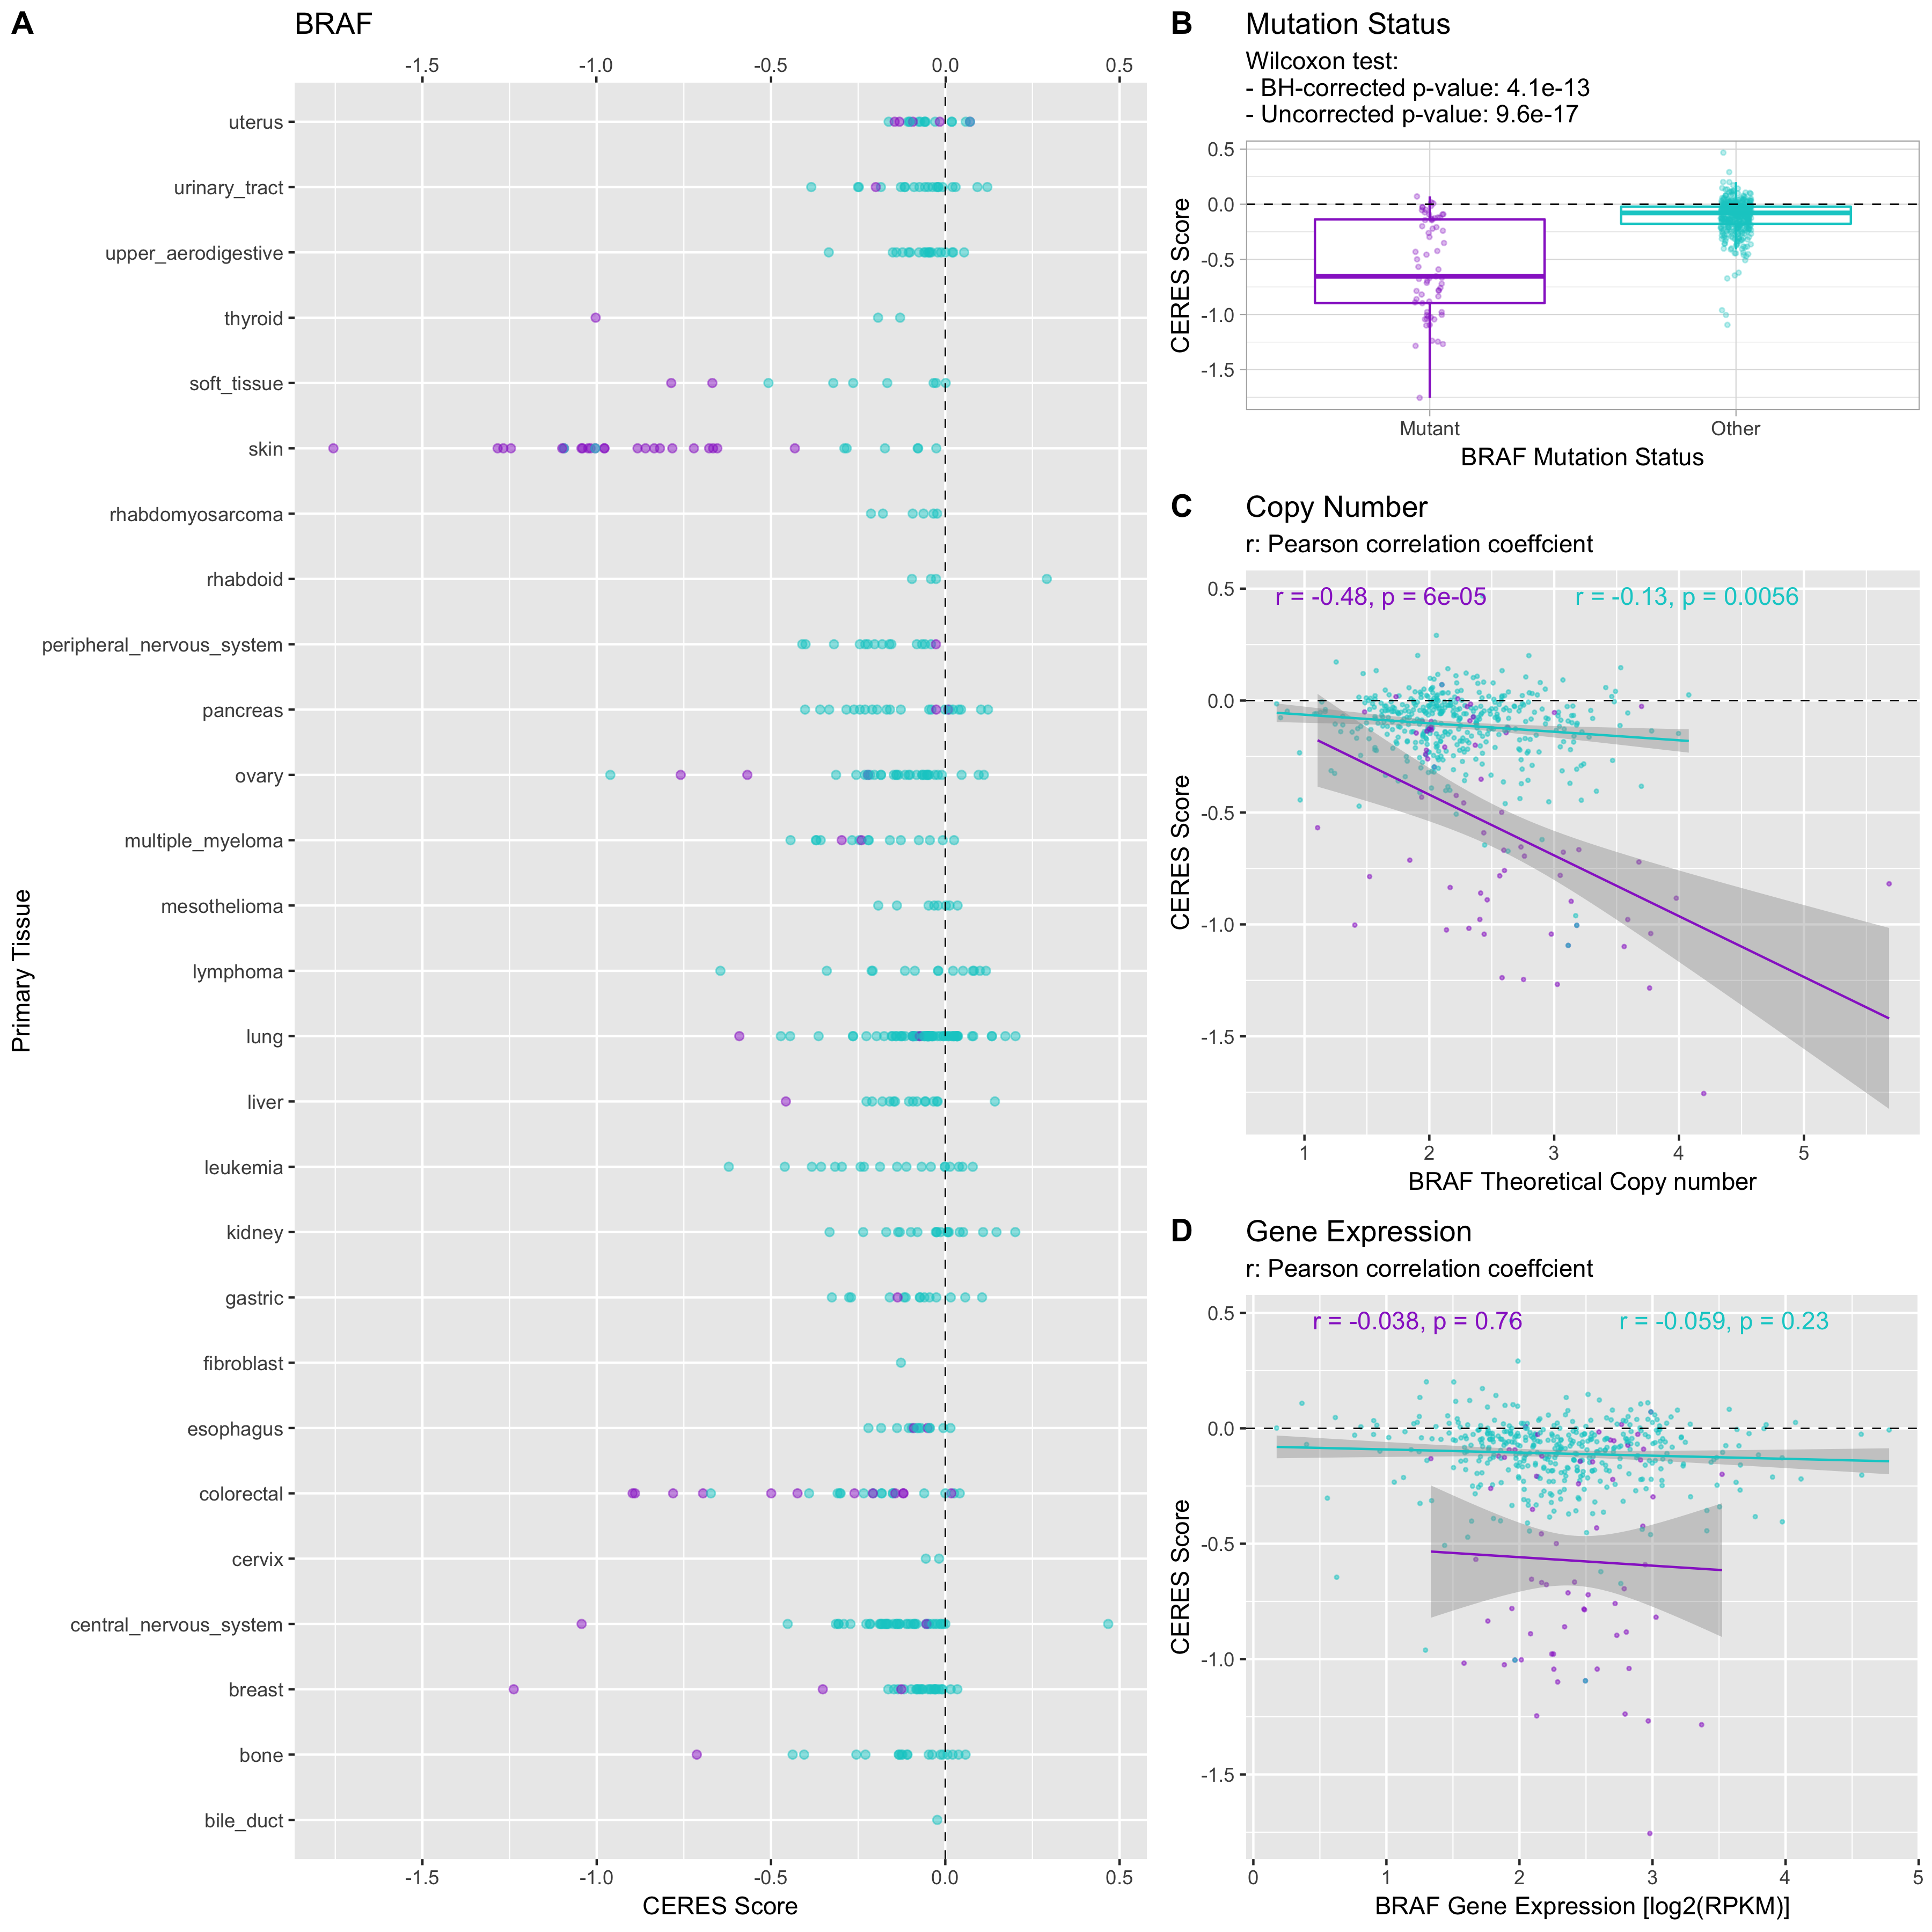 A
BRAF
-1.5 -1.0 -0.5 0.0 0.5
uterus
urinary_tract
upper_aerodigestive
thyroid
soft_tissue
skin
rhabdomyosarcoma
rhabdoid
peripheral_nervous_system
pancreas
ovary
multiple_myeloma
mesothelioma
lymphoma
lung
liver
leukemia
kidney
gastric
fibroblast
esophagus
colorectal
cervix
central_nervous_system
breast
bone
bile_duct
Primary Tissue
-1.5 -1.0 -0.5 0.0 0.5
CERES Score
B
Mutation Status
Wilcoxon test:
- BH-corrected p-value: 4.1e-13
- Uncorrected p-value: 9.6e-17
0.5
0.0
-0.5
-1.0
-1.5
CERES Score
Mutant Other
BRAF Mutation Status
C
Copy Number
r: Pearson correlation coeffcient
r = -0.48, p = 6e-05 r = -0.13, p = 0.0056
0.5
0.0
-0.5
-1.0
-1.5
CERES Score
1 2 3 4 5
BRAF Theoretical Copy number
D
Gene Expression
r: Pearson correlation coeffcient
r = -0.038, p = 0.76 r = -0.059, p = 0.23
0.5
0.0
-0.5
-1.0
-1.5
CERES Score
0 1 2 3 4 5
BRAF Gene Expression [log2(RPKM)]